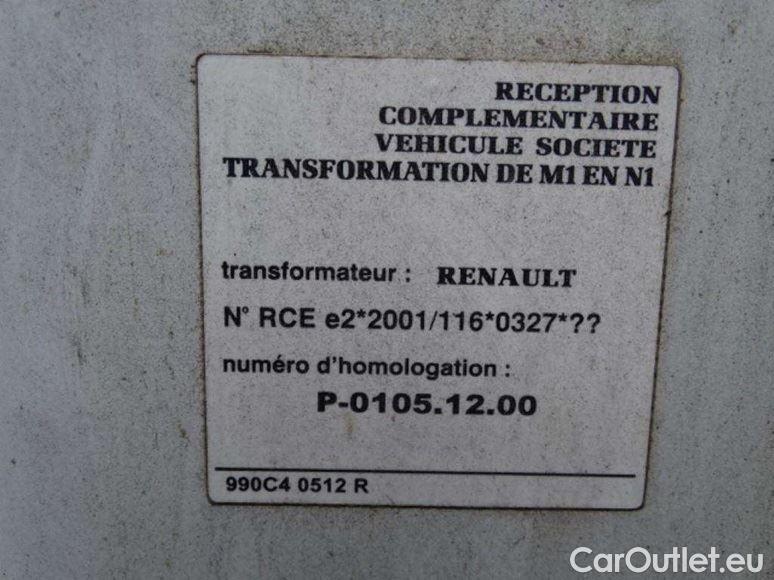 RECEPTION
COMPLEMENTAIRE
VEHICULE SOCIETE
TRANSFORMATION DE M1 EN N1
transformateur : RENAULT
N° RCE e2*2001/116*0327*??
numéro d'homologation :
P-0105.12.00
990C4 0512 R
CarOutlet.eu